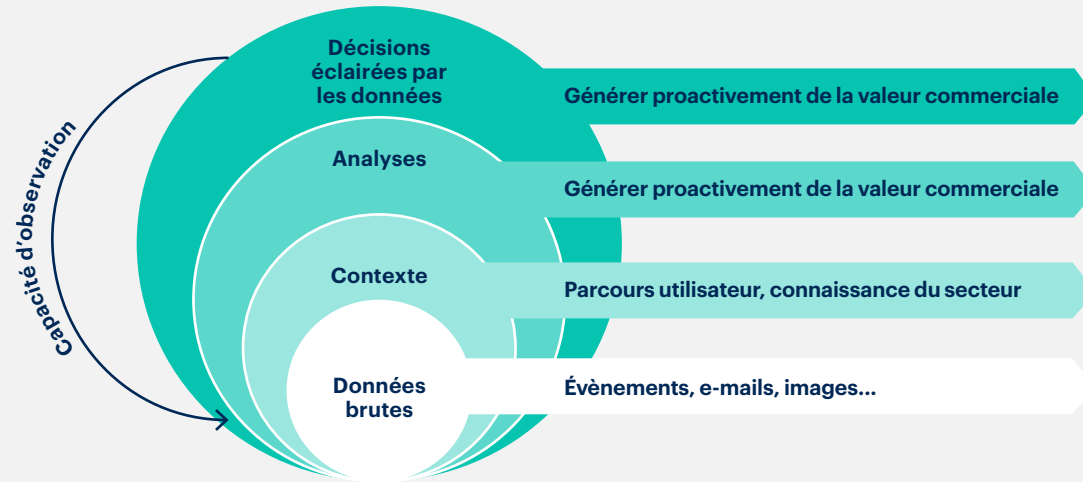 Capacité d'observation
Décisions
éclairées par
les données
Générer proactivement de la valeur commerciale
Analyses
Générer proactivement de la valeur commerciale
Contexte
Parcours utilisateur, connaissance du secteur
Données
brutes
Évènements, e-mails, images...